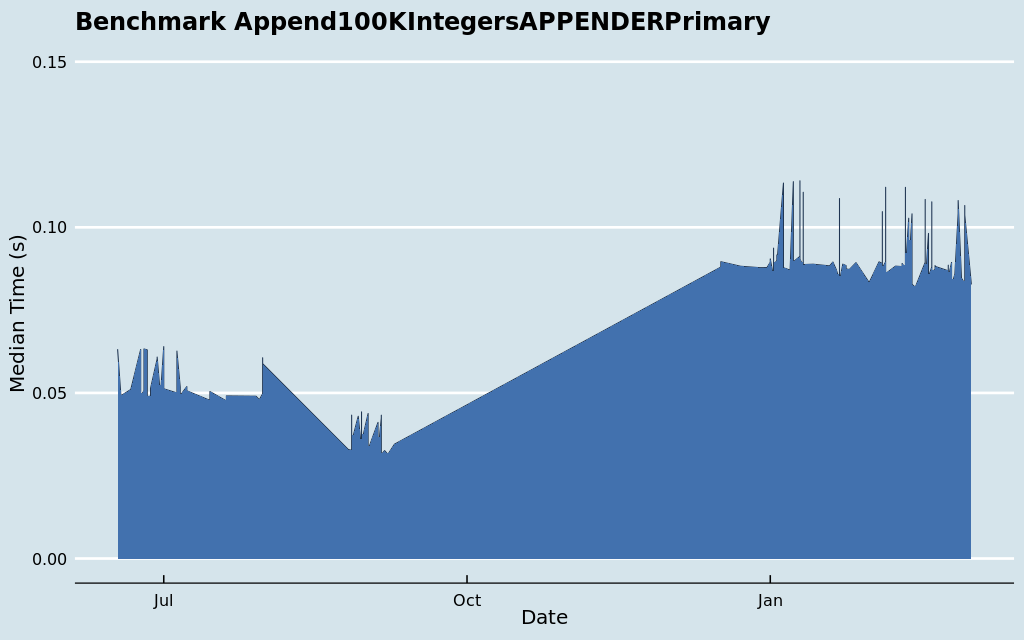 Benchmark Append100KIntegersAPPENDERPrimary
0.15
0.10
0.05
0.00
Median Time (s)
Jul
Oct
Jan
Date